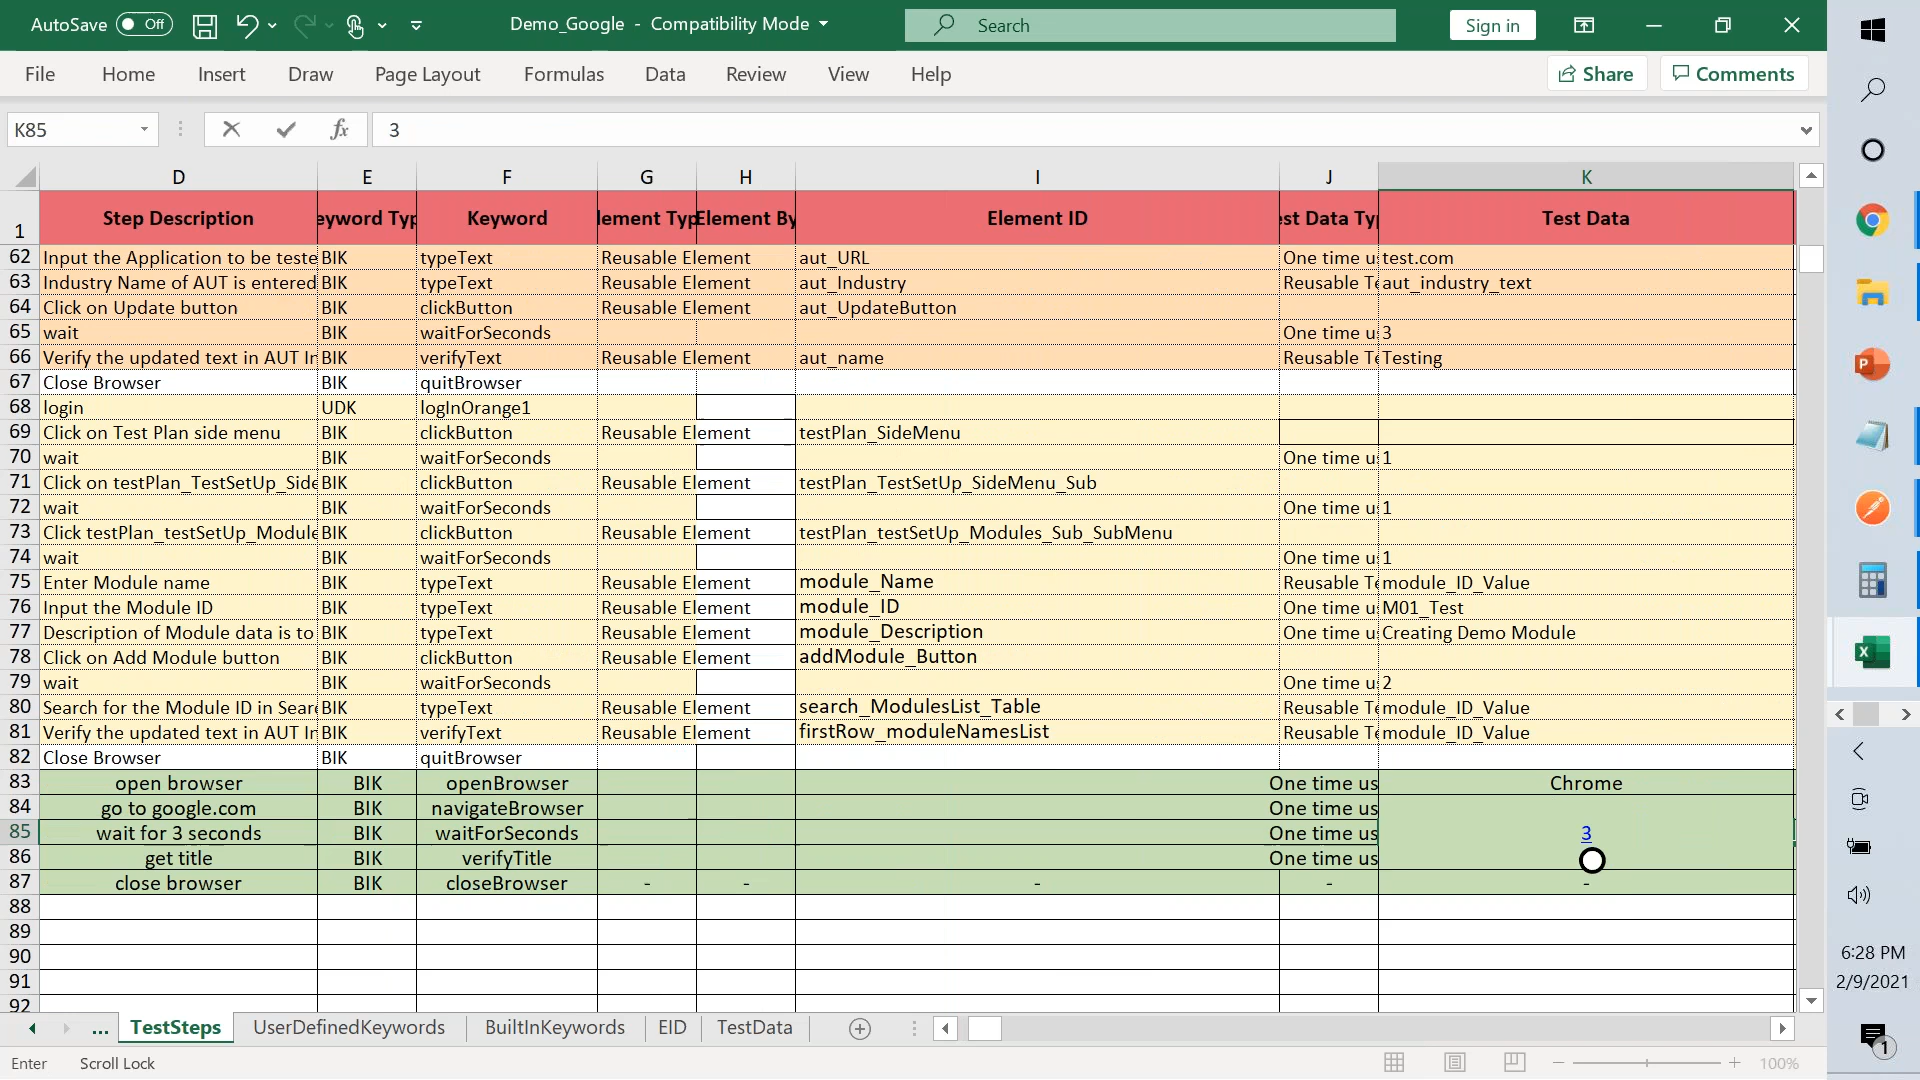 AutoSave Off
Demo_Google - Compatibility Mode
Search
Sign in
File Home Insert Draw Page Layout Formulas Data Review View Help
Share Comments
K85 fx 3
D E F G H I J K
1 Step Description eyword Typ Keyword lement Typ Element By Element ID est Data Typ Test Data
62 Input the Application to be teste BIK typeText Reusable Element aut_URL One time u test.com
63 Industry Name of AUT is entered BIK typeText Reusable Element aut_Industry Reusable Te aut_industry_text
64 Click on Update button BIK clickButton Reusable Element aut_UpdateButton
65 wait BIK waitForSeconds One time u 3
66 Verify the updated text in AUT In BIK verifyText Reusable Element aut_name Reusable Te Testing
67 Close Browser BIK quitBrowser
68 login UDK logInOrange1
69 Click on Test Plan side menu BIK clickButton Reusable Element testPlan_SideMenu
70 wait BIK waitForSeconds One time u 1
71 Click on testPlan_TestSetUp_Side BIK clickButton Reusable Element testPlan_TestSetUp_SideMenu_Sub
72 wait BIK waitForSeconds One time u 1
73 Click testPlan_testSetUp_Module BIK clickButton Reusable Element testPlan_testSetUp_Modules_Sub_SubMenu
74 wait BIK waitForSeconds One time u 1
75 Enter Module name BIK typeText Reusable Element module_Name Reusable Te module_ID_Value
76 Input the Module ID BIK typeText Reusable Element module_ID One time u M01_Test
77 Description of Module data is to BIK typeText Reusable Element module_Description One time u Creating Demo Module
78 Click on Add Module button BIK clickButton Reusable Element addModule_Button
79 wait BIK waitForSeconds One time u 2
80 Search for the Module ID in Sear BIK typeText Reusable Element search_ModulesList_Table Reusable Te module_ID_Value
81 Verify the updated text in AUT In BIK verifyText Reusable Element firstRow_moduleNamesList Reusable Te module_ID_Value
82 Close Browser BIK quitBrowser
83 open browser BIK openBrowser One time us Chrome
84 go to google.com BIK navigateBrowser One time us
85 wait for 3 seconds BIK waitForSeconds One time us 3
86 get title BIK verifyTitle One time us
87 close browser BIK closeBrowser - - - - -
88
89
90
91
92
... TestSteps UserDefinedKeywords BuiltInKeywords EID TestData
Enter Scroll Lock 100%
6:28 PM
2/9/2021
1